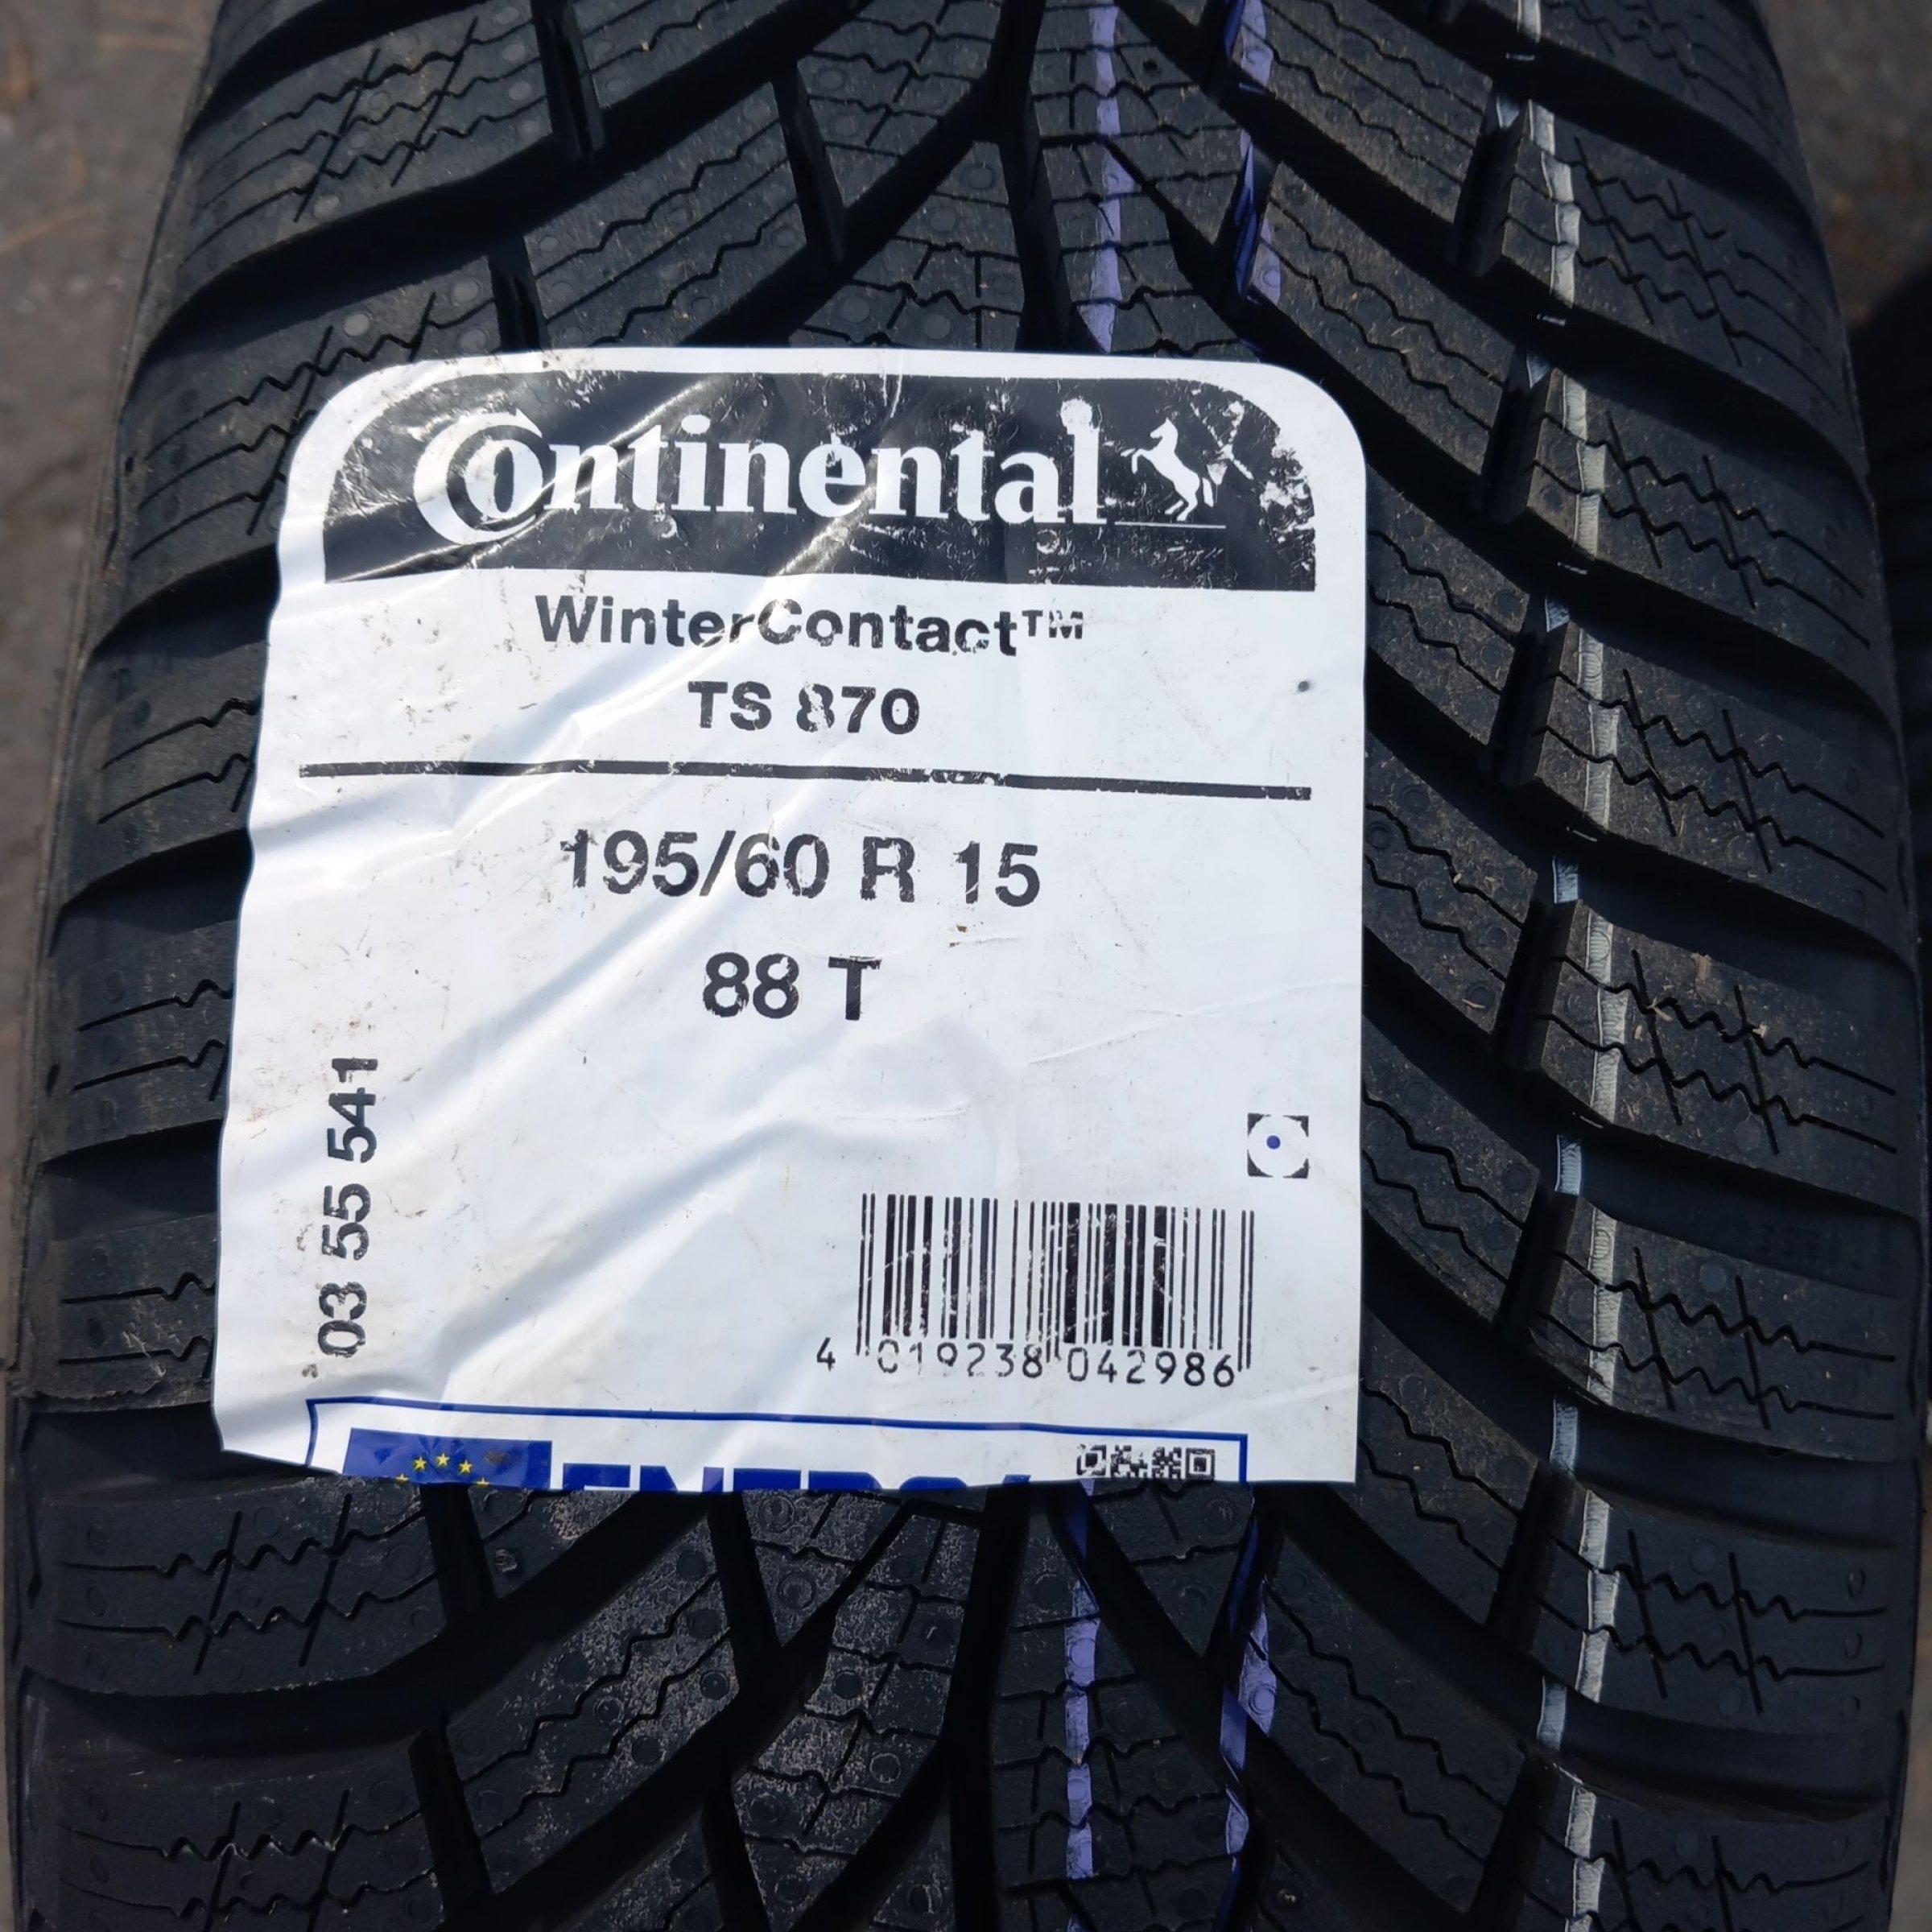 Continental
WinterContact™
TS 870
195/60 R 15
88 T
03 55 541
4 019238 042986